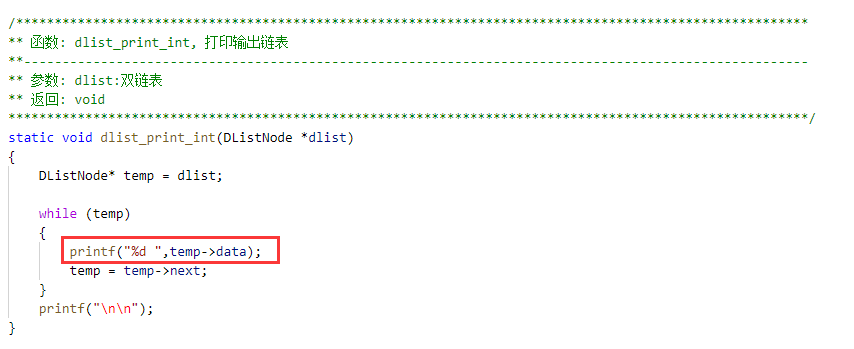 /*******************************************************************************************************
** 函数: dlist_print_int, 打印输出链表
**------------------------------------------------------------------------------------------------------
** 参数: dlist:双链表
** 返回: void
********************************************************************************************************/
static void dlist_print_int(DListNode *dlist)
{
DListNode* temp = dlist;
while (temp)
{
printf("%d ",temp->data);
temp = temp->next;
}
printf("\n\n");
}